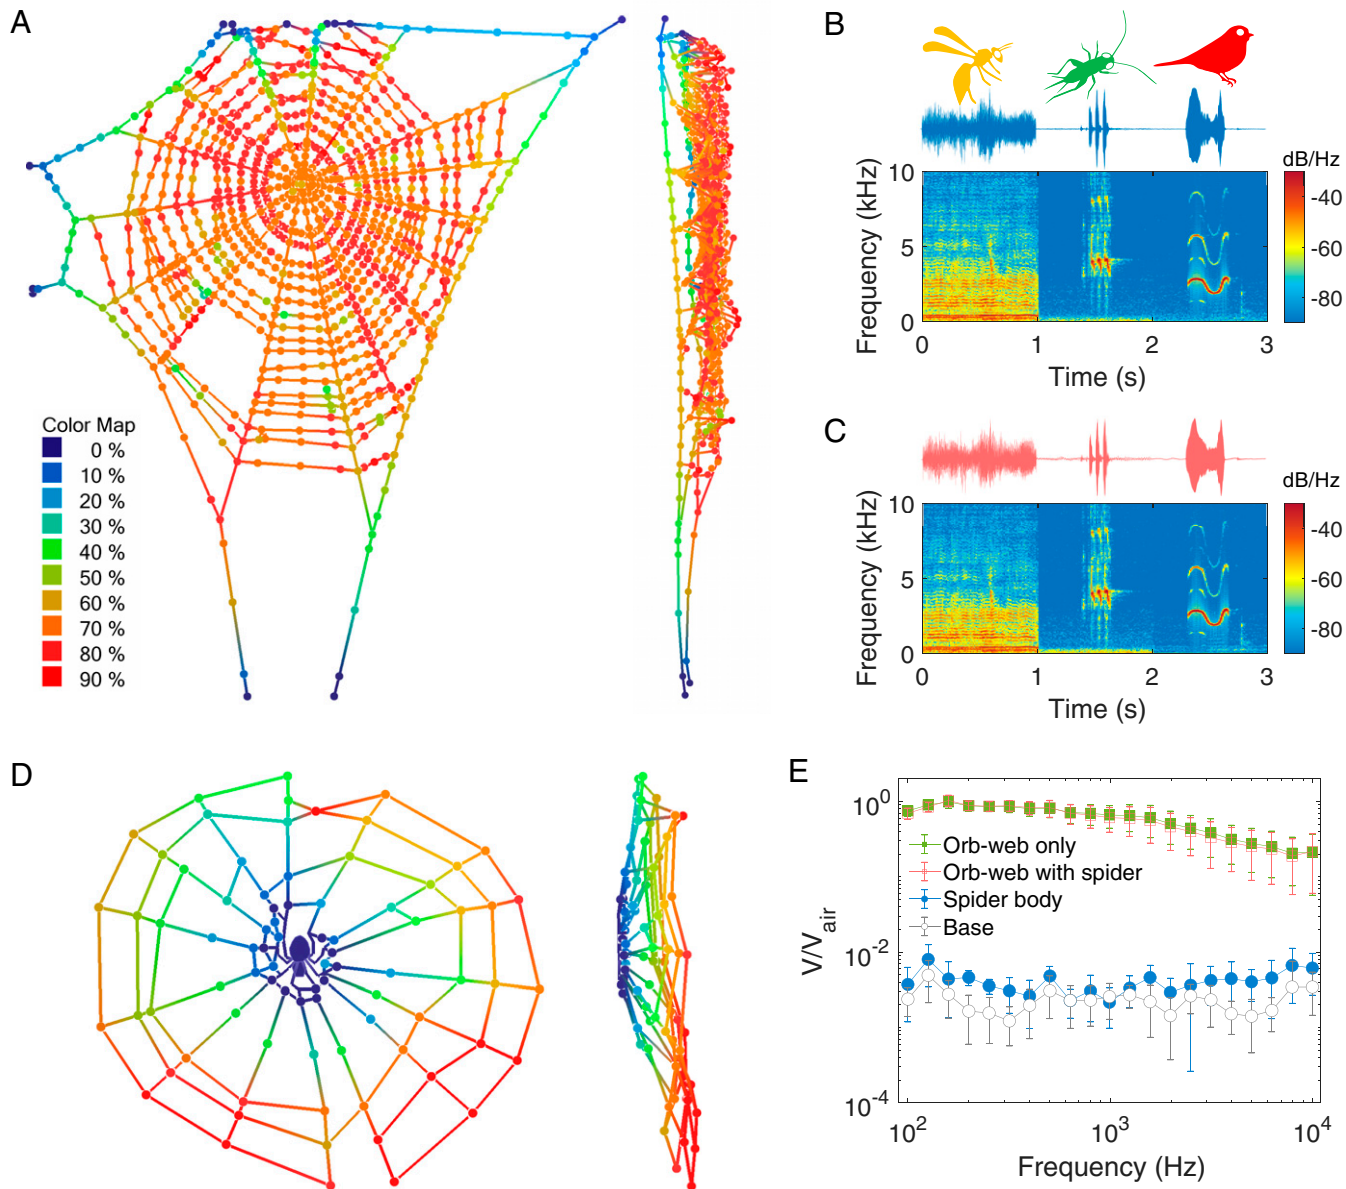 A
Color Map
0 %
10 %
20 %
30 %
40 %
50 %
60 %
70 %
80 %
90 %
B
dB/Hz
Frequency (kHz)
10
5
0
0 1 2 3
Time (s)
-40
-60
-80
C
dB/Hz
Frequency (kHz)
10
5
0
0 1 2 3
Time (s)
-40
-60
-80
D
E
V/Vair
10^0
10^-2
10^-4
Orb-web only
Orb-web with spider
Spider body
Base
10^2 10^3 10^4
Frequency (Hz)